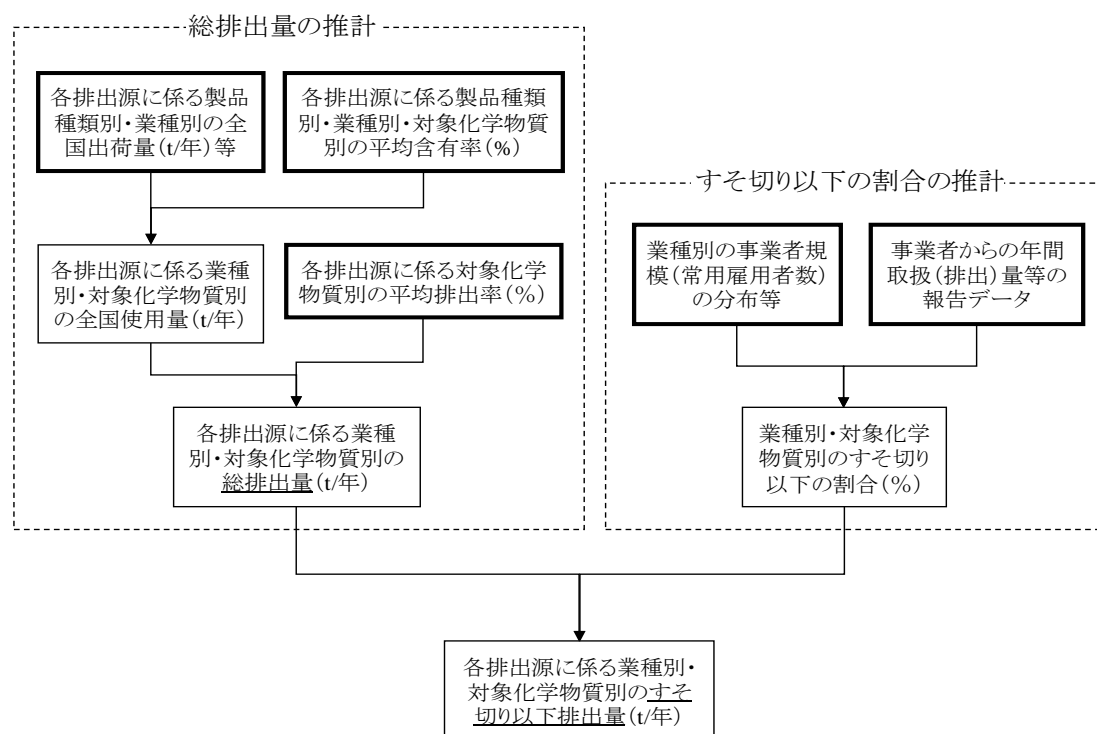 総排出量の推計
各排出源に係る製品
種類別・業種別の全
国出荷量(t/年)等
各排出源に係る製品種類
別・業種別・対象化学物質
別の平均含有率(%)
各排出源に係る業種
別・対象化学物質別
の全国使用量(t/年)
各排出源に係る対象化学
物質別の平均排出率(%)
各排出源に係る業種
別・対象化学物質別の
総排出量(t/年)
すそ切り以下の割合の推計
業種別の事業者規
模(常用雇用者数)
の分布等
事業者からの年間
取扱(排出)量等の
報告データ
業種別・対象化学
物質別のすそ切り
以下の割合(%)
各排出源に係る業種別・
対象化学物質別のすそ
切り以下排出量(t/年)